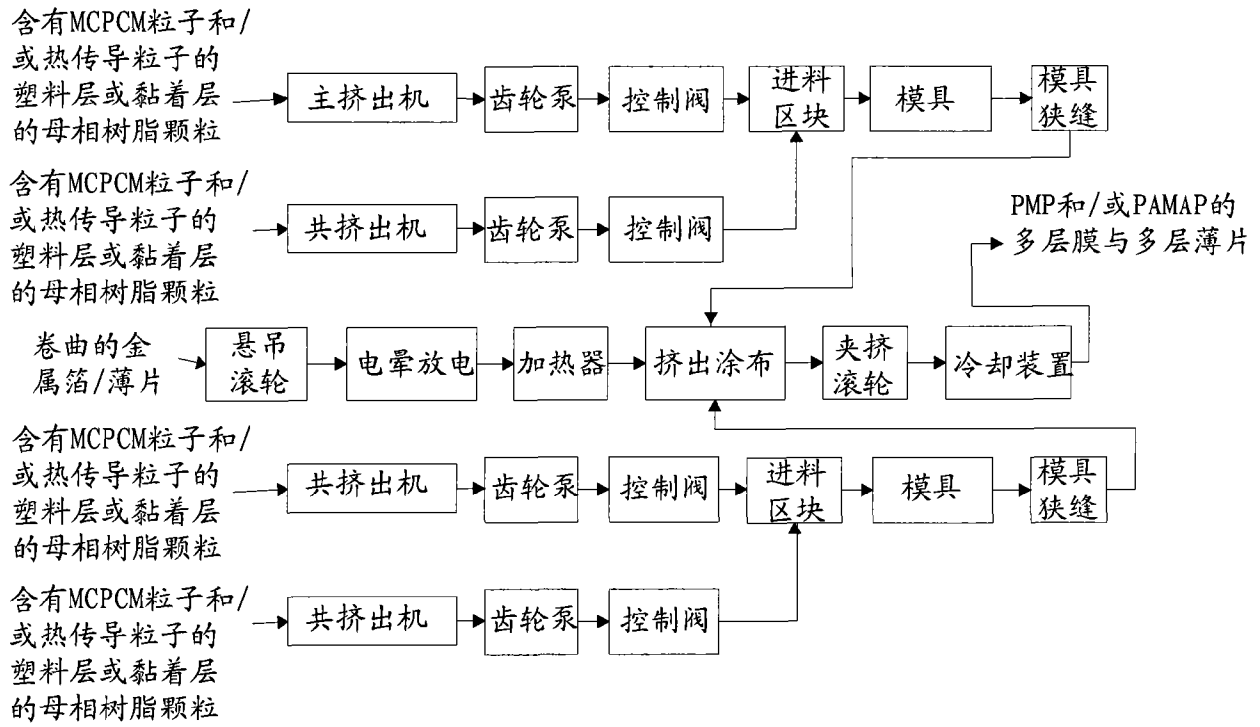 含有MCPCM粒子和/
或热传导粒子的
塑料层或黏着层
的母相树脂颗粒
主挤出机
齿轮泵
控制阀
进料
区块
模具
模具
狭缝
含有MCPCM粒子和/
或热传导粒子的
塑料层或黏着层
的母相树脂颗粒
共挤出机
齿轮泵
控制阀
PMP和/或PAMAP的
多层膜与多层薄片
卷曲的金
属箔/薄片
悬吊
滚轮
电晕放电
加热器
挤出涂布
夹挤
滚轮
冷却装置
含有MCPCM粒子和/
或热传导粒子的
塑料层或黏着层
的母相树脂颗粒
共挤出机
齿轮泵
控制阀
进料
区块
模具
模具
狭缝
含有MCPCM粒子和/
或热传导粒子的
塑料层或黏着层
的母相树脂颗粒
共挤出机
齿轮泵
控制阀